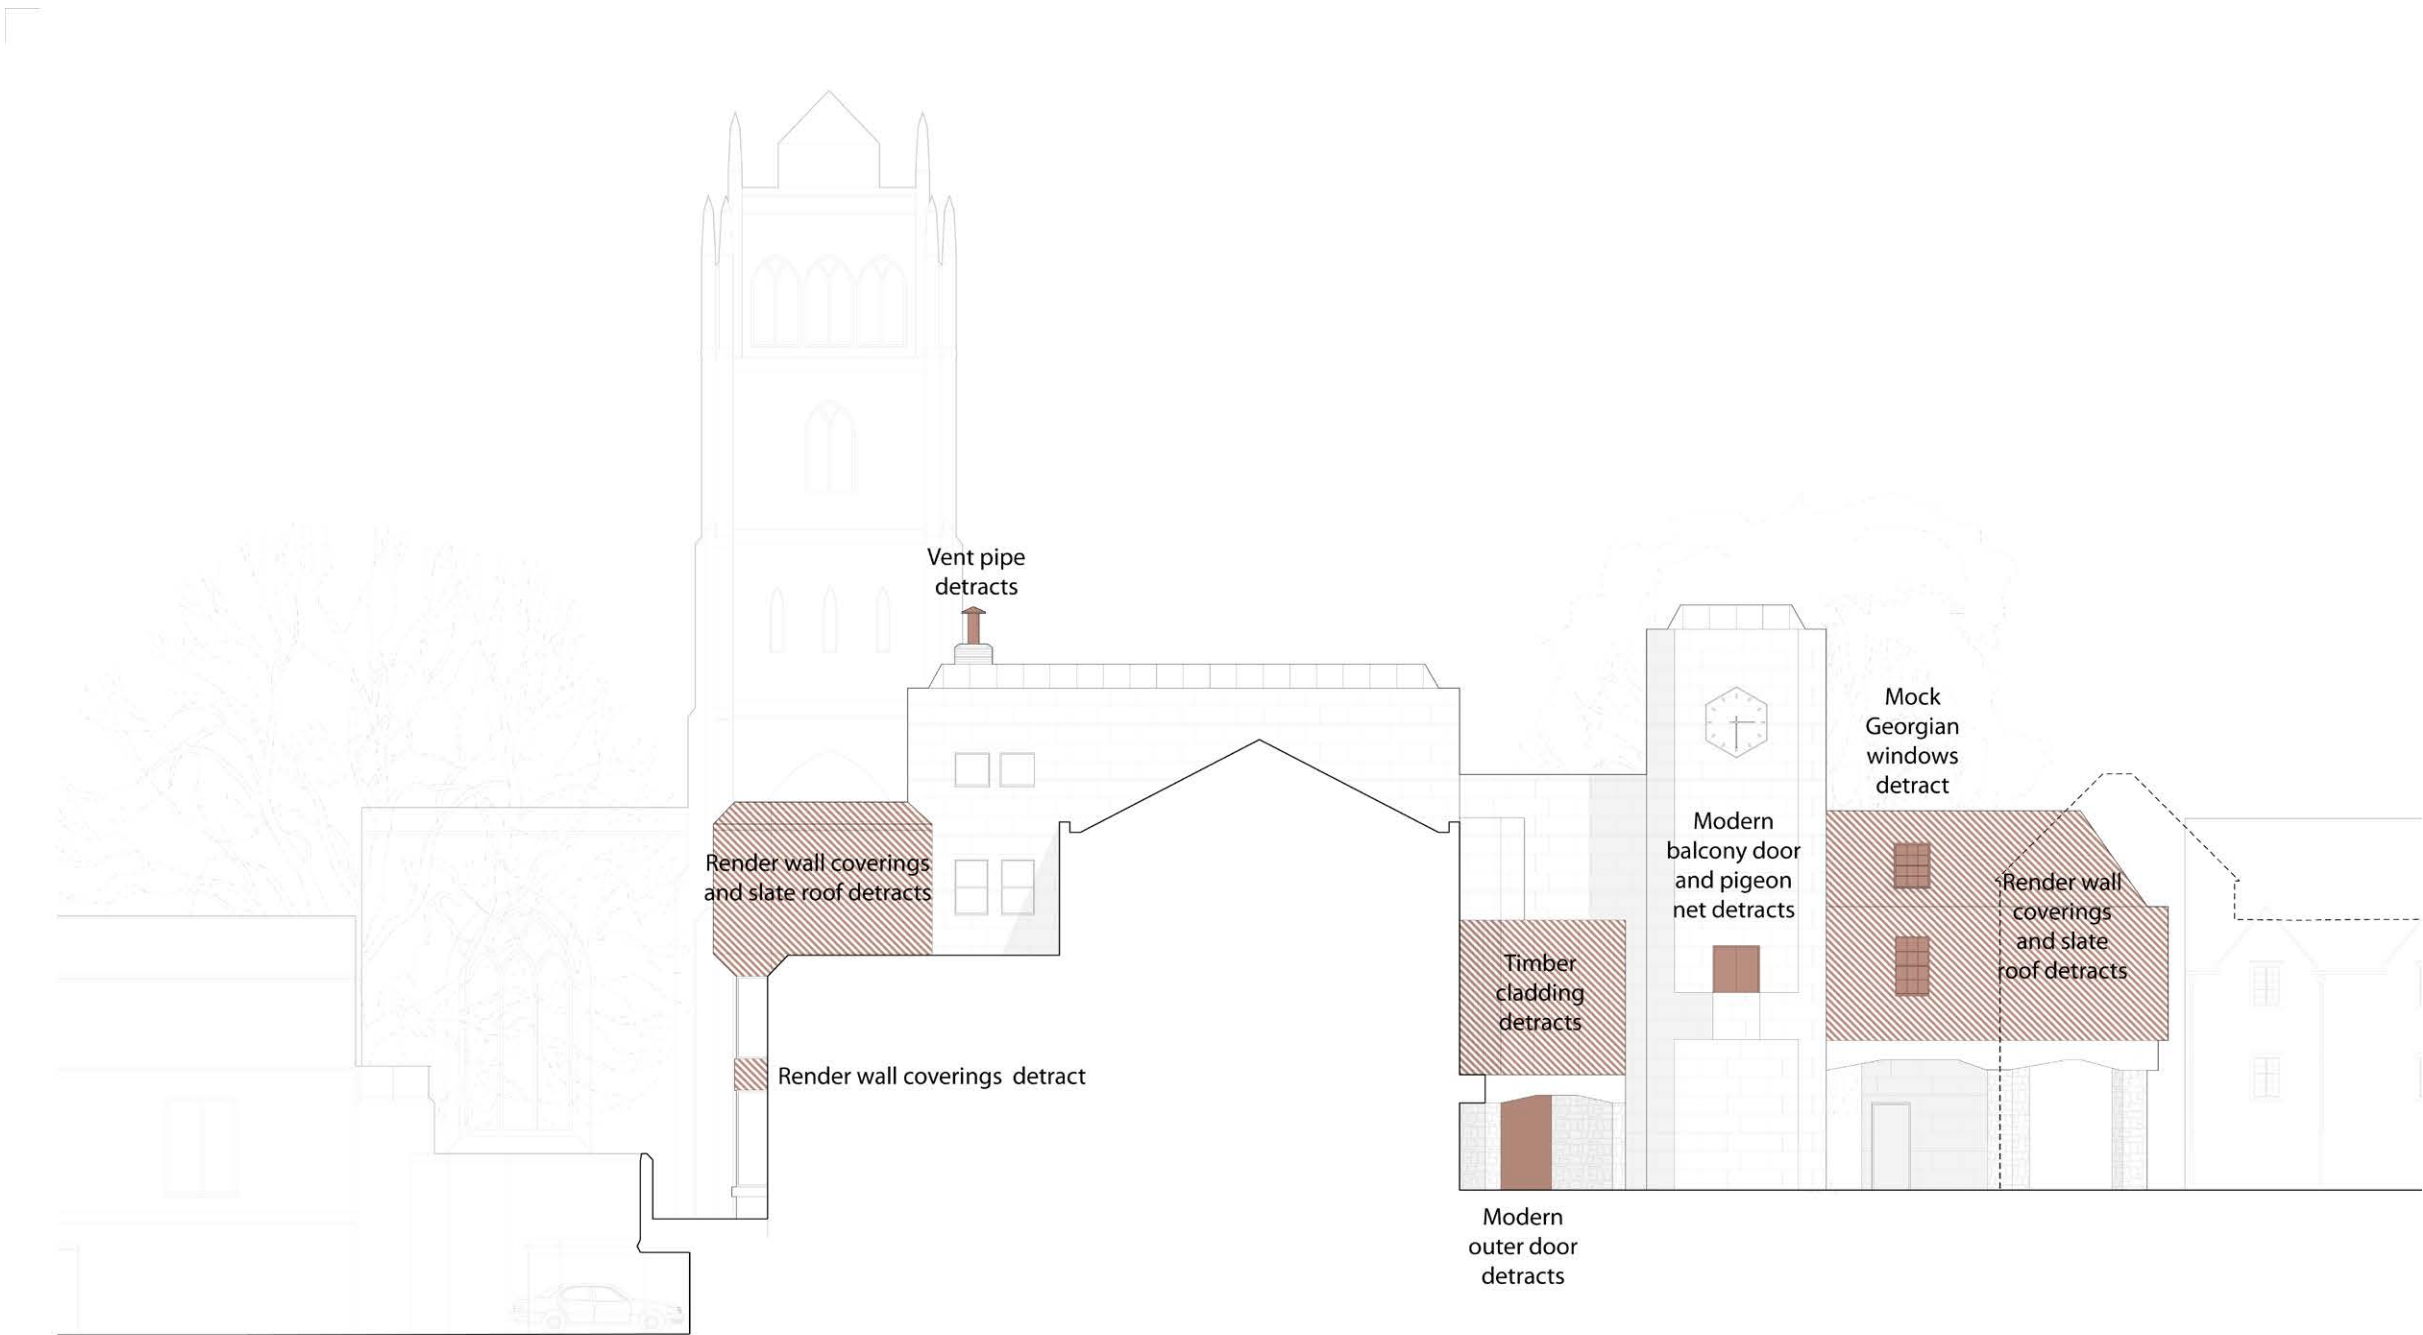 Vent pipe
detracts
Mock
Georgian
windows
detract
Modern
balcony door
and pigeon
net detracts
Render wall coverings
and slate roof detracts
Render wall
coverings
and slate
roof detracts
Timber
cladding
detracts
Render wall coverings  detract
Modern
outer door
detracts